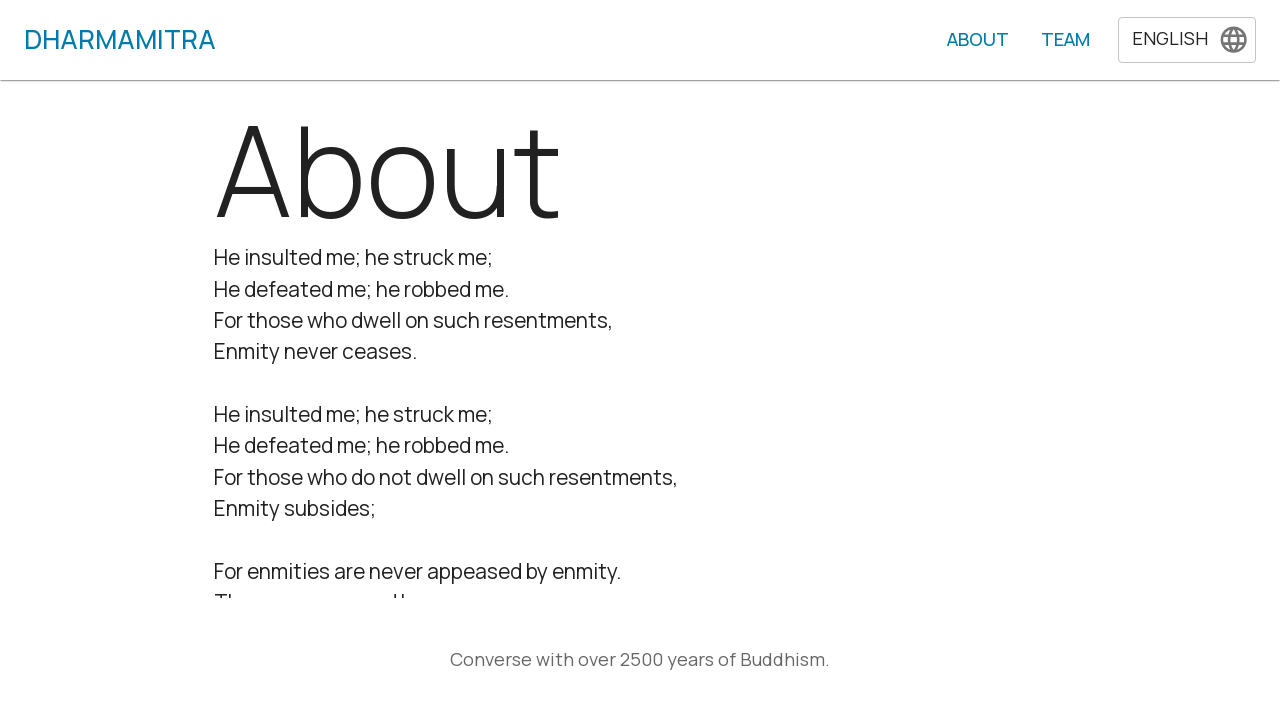 DHARMAMITRA
ABOUT
TEAM
ENGLISH
About
He insulted me; he struck me;
He defeated me; he robbed me.
For those who dwell on such resentments,
Enmity never ceases.
He insulted me; he struck me;
He defeated me; he robbed me.
For those who do not dwell on such resentments,
Enmity subsides;
For enmities are never appeased by enmity.
Converse with over 2500 years of Buddhism.